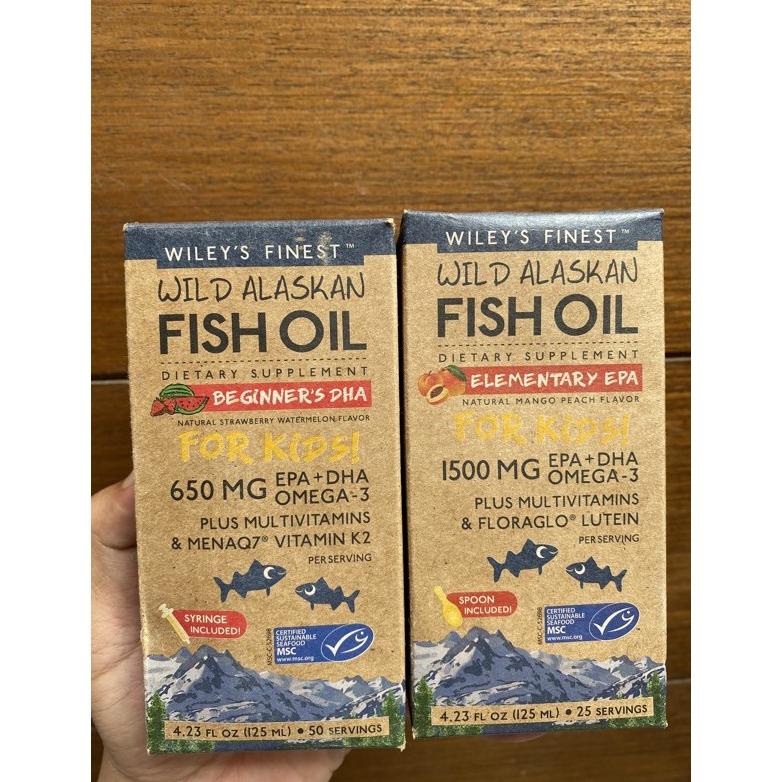 WILEY'S FINEST™
WILD ALASKAN
FISH OIL
DIETARY SUPPLEMENT
BEGINNER'S DHA
NATURAL STRAWBERRY WATERMELON FLAVOR
FOR KIDS!
650 MG EPA+DHA
OMEGA-3
PLUS MULTIVITAMINS
& MENAQ7® VITAMIN K2
PER SERVING
SYRINGE
INCLUDED!
CERTIFIED
SUSTAINABLE
SEAFOOD
MSC
www.msc.org
4.23 FL OZ (125 ML) • 50 SERVINGS
WILEY'S FINEST™
WILD ALASKAN
FISH OIL
DIETARY SUPPLEMENT
ELEMENTARY EPA
NATURAL MANGO PEACH FLAVOR
FOR KIDS!
1500 MG EPA+DHA
OMEGA-3
PLUS MULTIVITAMINS
& FLORAGLO® LUTEIN
PER SERVING
SPOON
INCLUDED!
CERTIFIED
SUSTAINABLE
SEAFOOD
MSC
www.msc.org
4.23 FL OZ (125 ML) • 25 SERVINGS